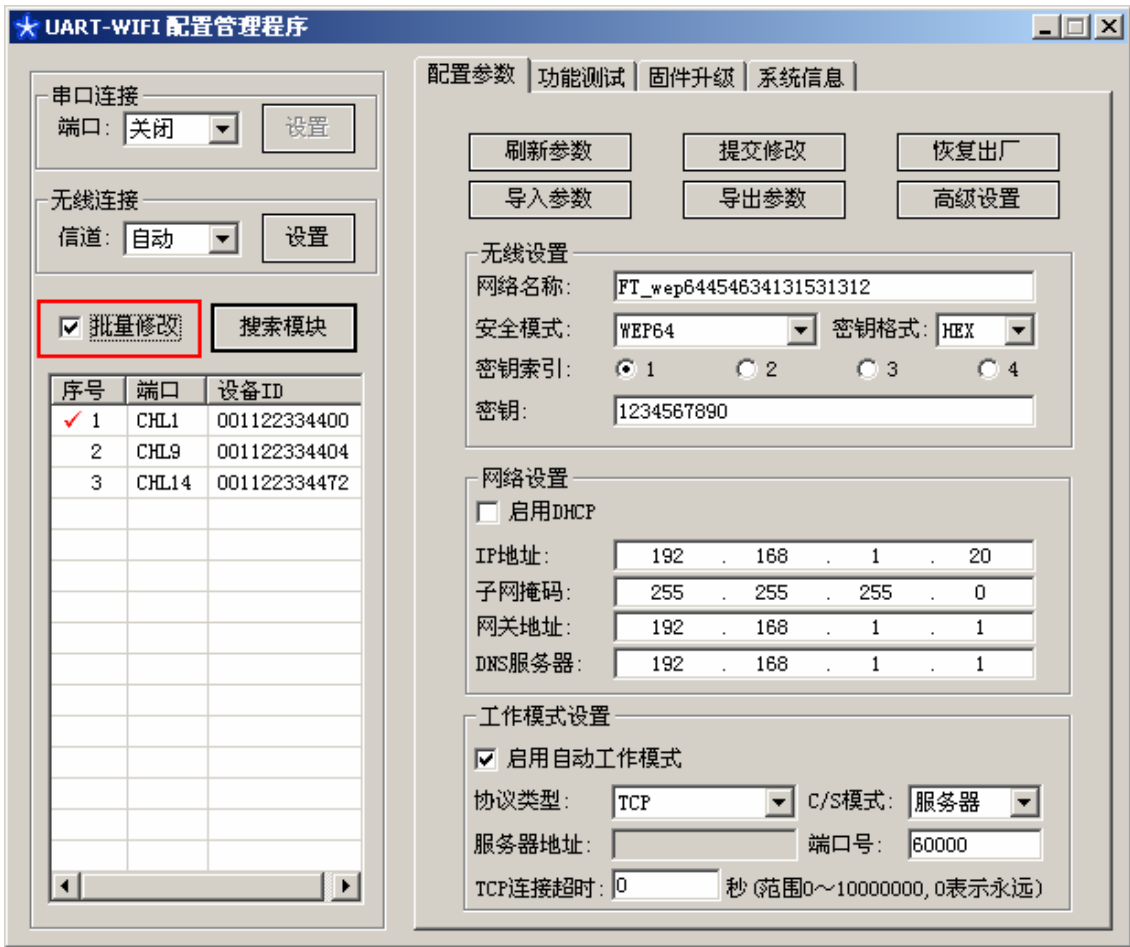 UART-WIFI 配置管理程序
串口连接
端口: 关闭 设置
无线连接
信道: 自动 设置
批量修改 搜索模块
序号 端口 设备ID
1 CHL1 001122334400
2 CHL9 001122334404
3 CHL14 001122334472
配置参数 功能测试 固件升级 系统信息
刷新参数 提交修改 恢复出厂
导入参数 导出参数 高级设置
无线设置
网络名称: FT_wep64454634131531312
安全模式: WEP64 密钥格式: HEX
密钥索引: 1 2 3 4
密钥: 1234567890
网络设置
启用DHCP
IP地址: 192 . 168 . 1 . 20
子网掩码: 255 . 255 . 255 . 0
网关地址: 192 . 168 . 1 . 1
DNS服务器: 192 . 168 . 1 . 1
工作模式设置
启用自动工作模式
协议类型: TCP C/S模式: 服务器
服务器地址: 端口号: 60000
TCP连接超时: 0 秒 (范围0～10000000, 0表示永远)